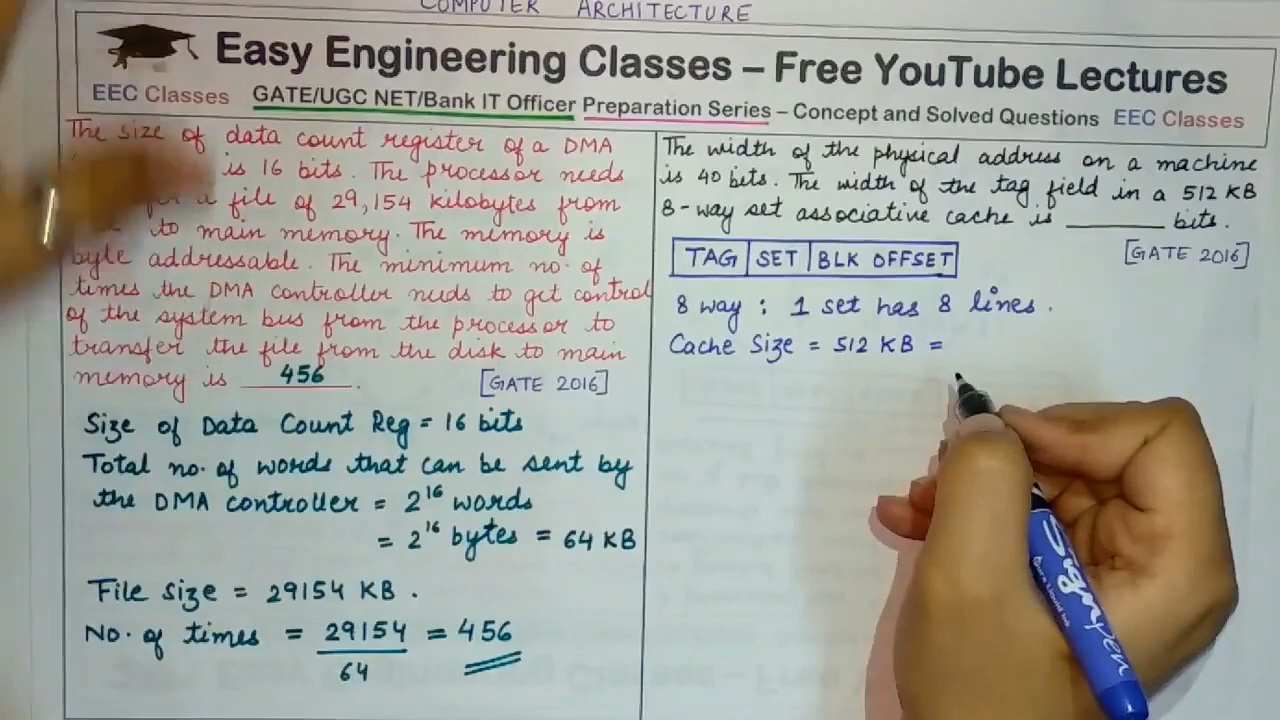 COMPUTER ARCHITECTURE
Easy Engineering Classes – Free YouTube Lectures
EEC Classes GATE/UGC NET/Bank IT Officer Preparation Series – Concept and Solved Questions EEC Classes
The size of data count register of a DMA
is 16 bits. The processor needs
file of 29,154 kilobytes from
to main memory. The memory is
byte addressable. The minimum no. of
times the DMA controller needs to get control
of the system bus from the processor to
transfer the file from the disk to main
memory is 456.
[GATE 2016]
Size of Data Count Reg = 16 bits
Total no. of words that can be sent by
the DMA controller = 2^16 words
= 2^16 bytes = 64 KB
File size = 29154 KB.
No. of times = 29154 = 456
64
The width of the physical address on a machine
is 40 bits. The width of the tag field in a 512 KB
8-way set associative cache is ______ bits.
[GATE 2016]
TAG SET BLK OFFSET
8 way : 1 set has 8 lines.
Cache Size = 512 KB =
Signpen